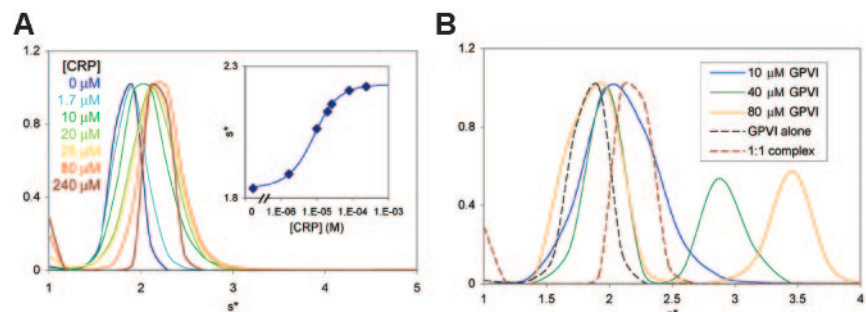 A
1.2
0.8
0.4
0
1
2
3
4
5
s*
[CRP]
0 µM
1.7 µM
10 µM
20 µM
26 µM
80 µM
240 µM
2.3
s*
1.8
0
1.E-06
1.E-05
1.E-04
1.E-03
[CRP] (M)
B
1.2
0.8
0.4
0
1
1.5
2
2.5
3
3.5
4
10 µM GPVI
40 µM GPVI
80 µM GPVI
GPVI alone
1:1 complex